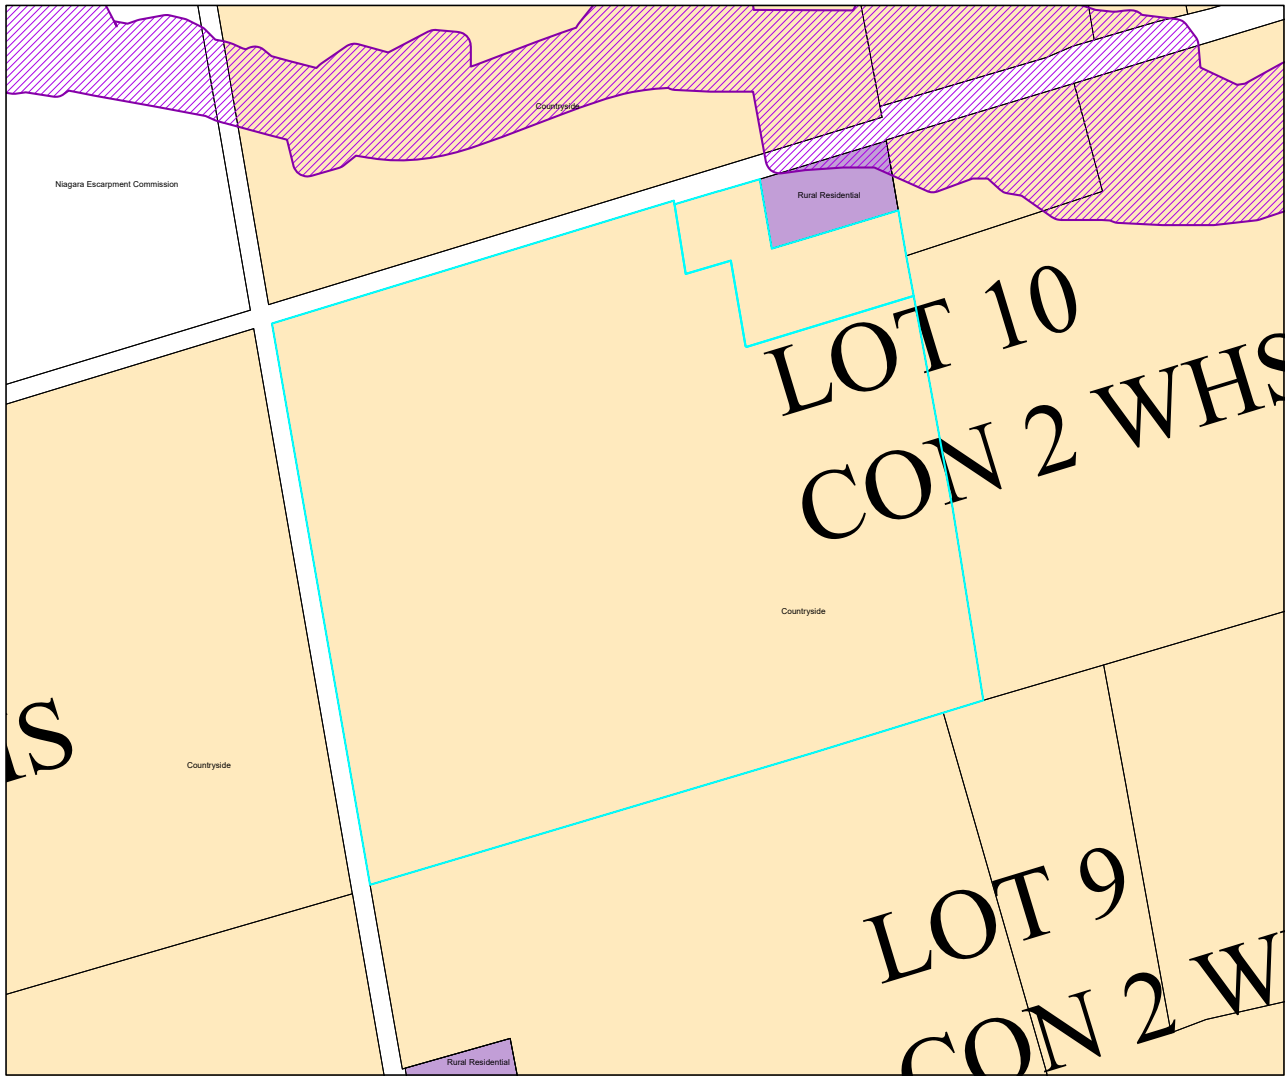 Countryside
Niagara Escarpment Commission
Rural Residential
LOT 10
CON 2 WHS
Countryside
IS
Countryside
LOT 9
CON 2 W
Rural Residential